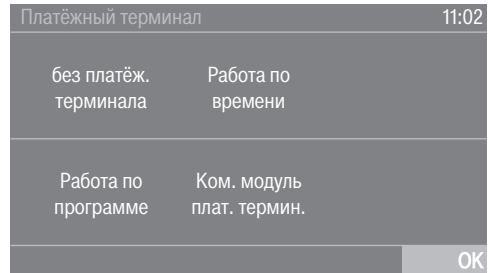 Платёжный терминал 11:02
без платёж. Работа по
терминала времени
Работа по Ком. модуль
программе плат. термин.
OK